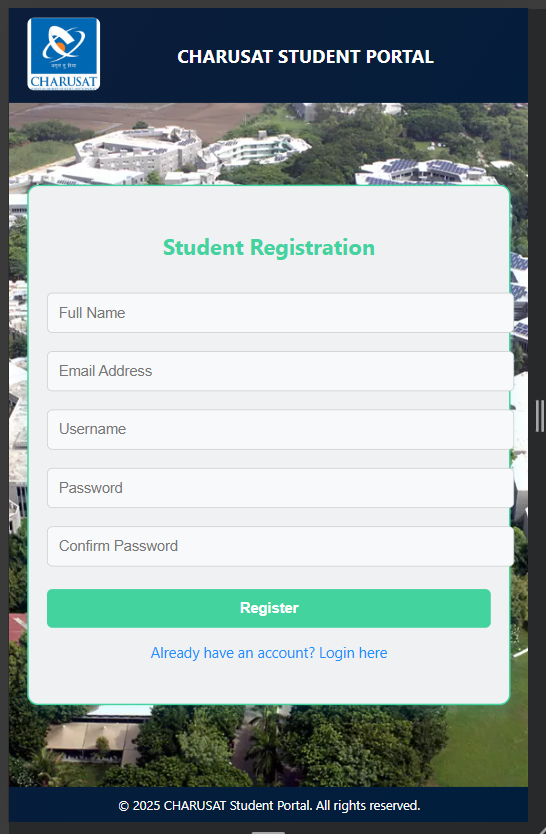 CHARUSAT
CHARUSAT STUDENT PORTAL
Student Registration
Full Name
Email Address
Username
Password
Confirm Password
Register
Already have an account? Login here
© 2025 CHARUSAT Student Portal. All rights reserved.